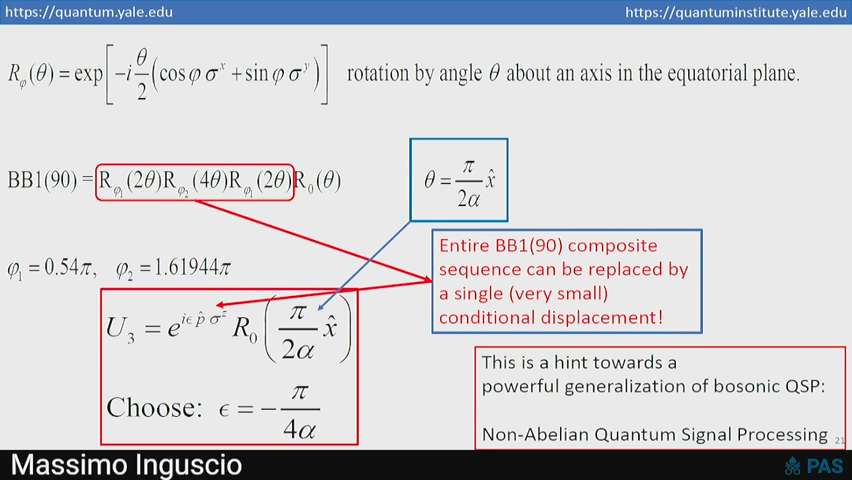 https://quantum.yale.edu
https://quantuminstitute.yale.edu
R_φ(θ) = exp[−i θ/2 (cosφ σ^x + sinφ σ^y)] rotation by angle θ about an axis in the equatorial plane.
BB1(90) = R_φ₁(2θ)R_φ₂(4θ)R_φ₁(2θ)R_0(θ)
θ = π/2α x̂
φ₁ = 0.54π, φ₂ = 1.61944π
Entire BB1(90) composite
sequence can be replaced by
a single (very small)
conditional displacement!
U₃ = e^{iϵ p̂ σ^z} R_0(π/2α x̂)
Choose: ϵ = −π/4α
This is a hint towards a
powerful generalization of bosonic QSP:
Non-Abelian Quantum Signal Processing
21
Massimo Inguscio
PAS